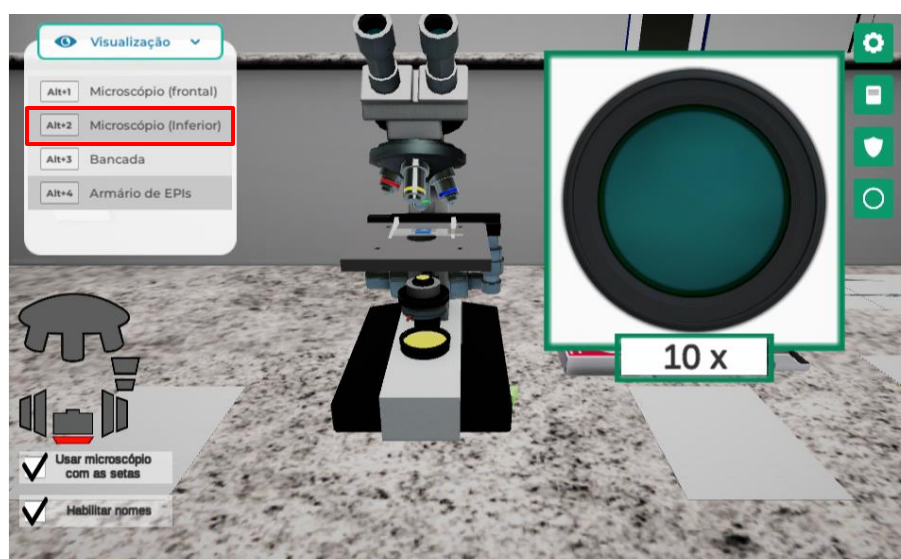 Visualização
Alt+1 Microscópio (frontal)
Alt+2 Microscópio (Inferior)
Alt+3 Bancada
Alt+4 Armário de EPIs
10 x
Usar microscópio
com as setas
Habilitar nomes